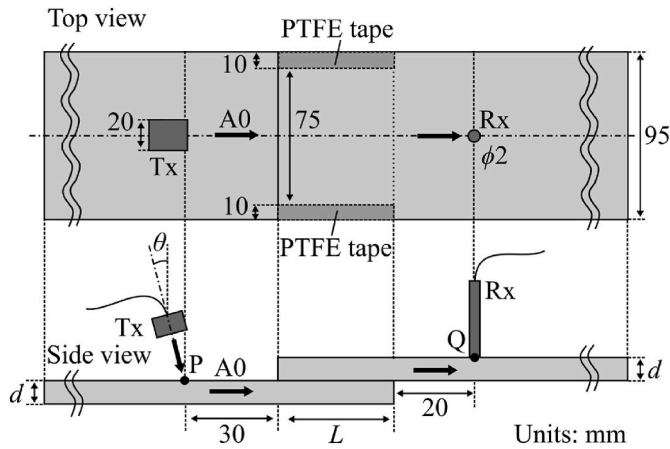 Top view
PTFE tape
10
20
A0
75
Rx
95
Tx
ϕ2
10
PTFE tape
θ
Tx
Rx
Side view
P
A0
Q
d
d
30
L
20
Units: mm